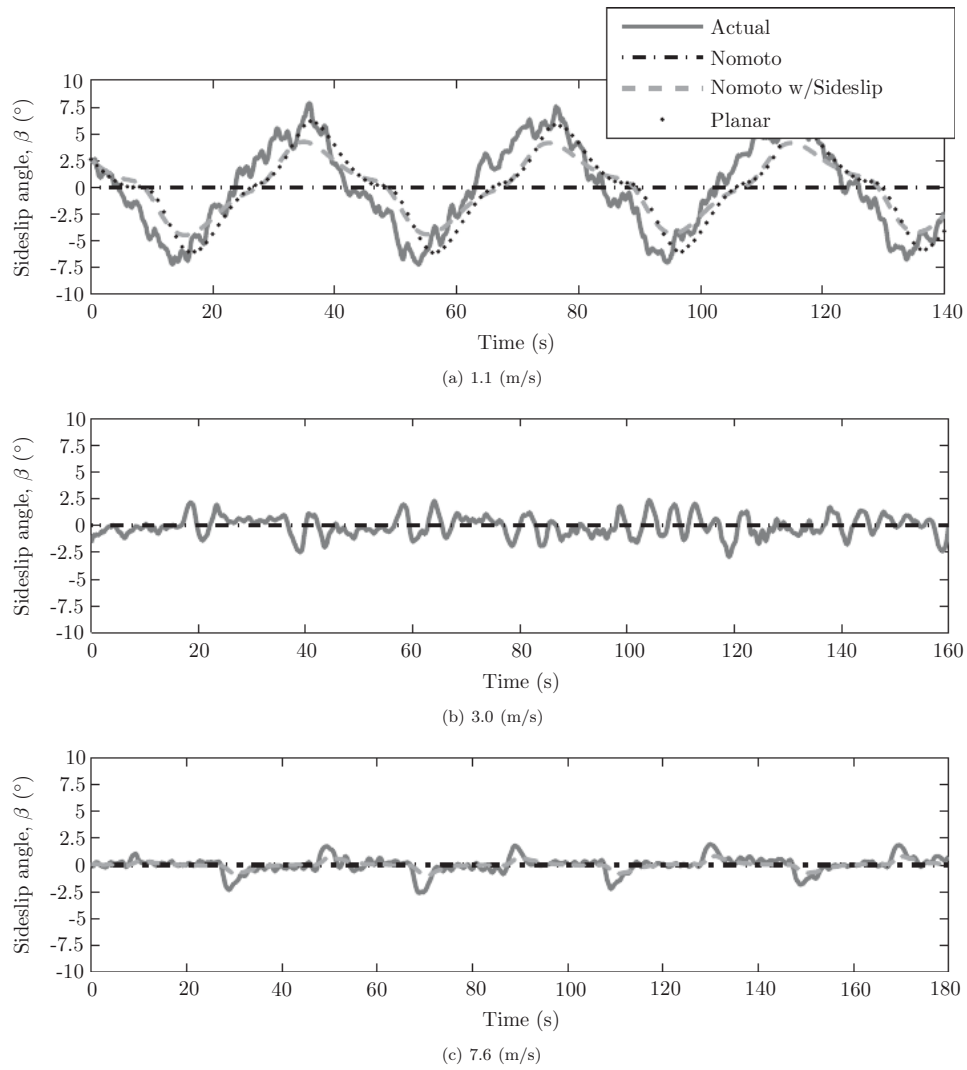 Actual
Nomoto
Nomoto w/Sideslip
Planar
Sideslip angle, β (°)
10
7.5
5
2.5
0
-2.5
-5
-7.5
-10
0 20 40 60 80 100 120 140
Time (s)
(a) 1.1 (m/s)
Sideslip angle, β (°)
10
7.5
5
2.5
0
-2.5
-5
-7.5
-10
0 20 40 60 80 100 120 140 160
Time (s)
(b) 3.0 (m/s)
Sideslip angle, β (°)
10
7.5
5
2.5
0
-2.5
-5
-7.5
-10
0 20 40 60 80 100 120 140 160 180
Time (s)
(c) 7.6 (m/s)